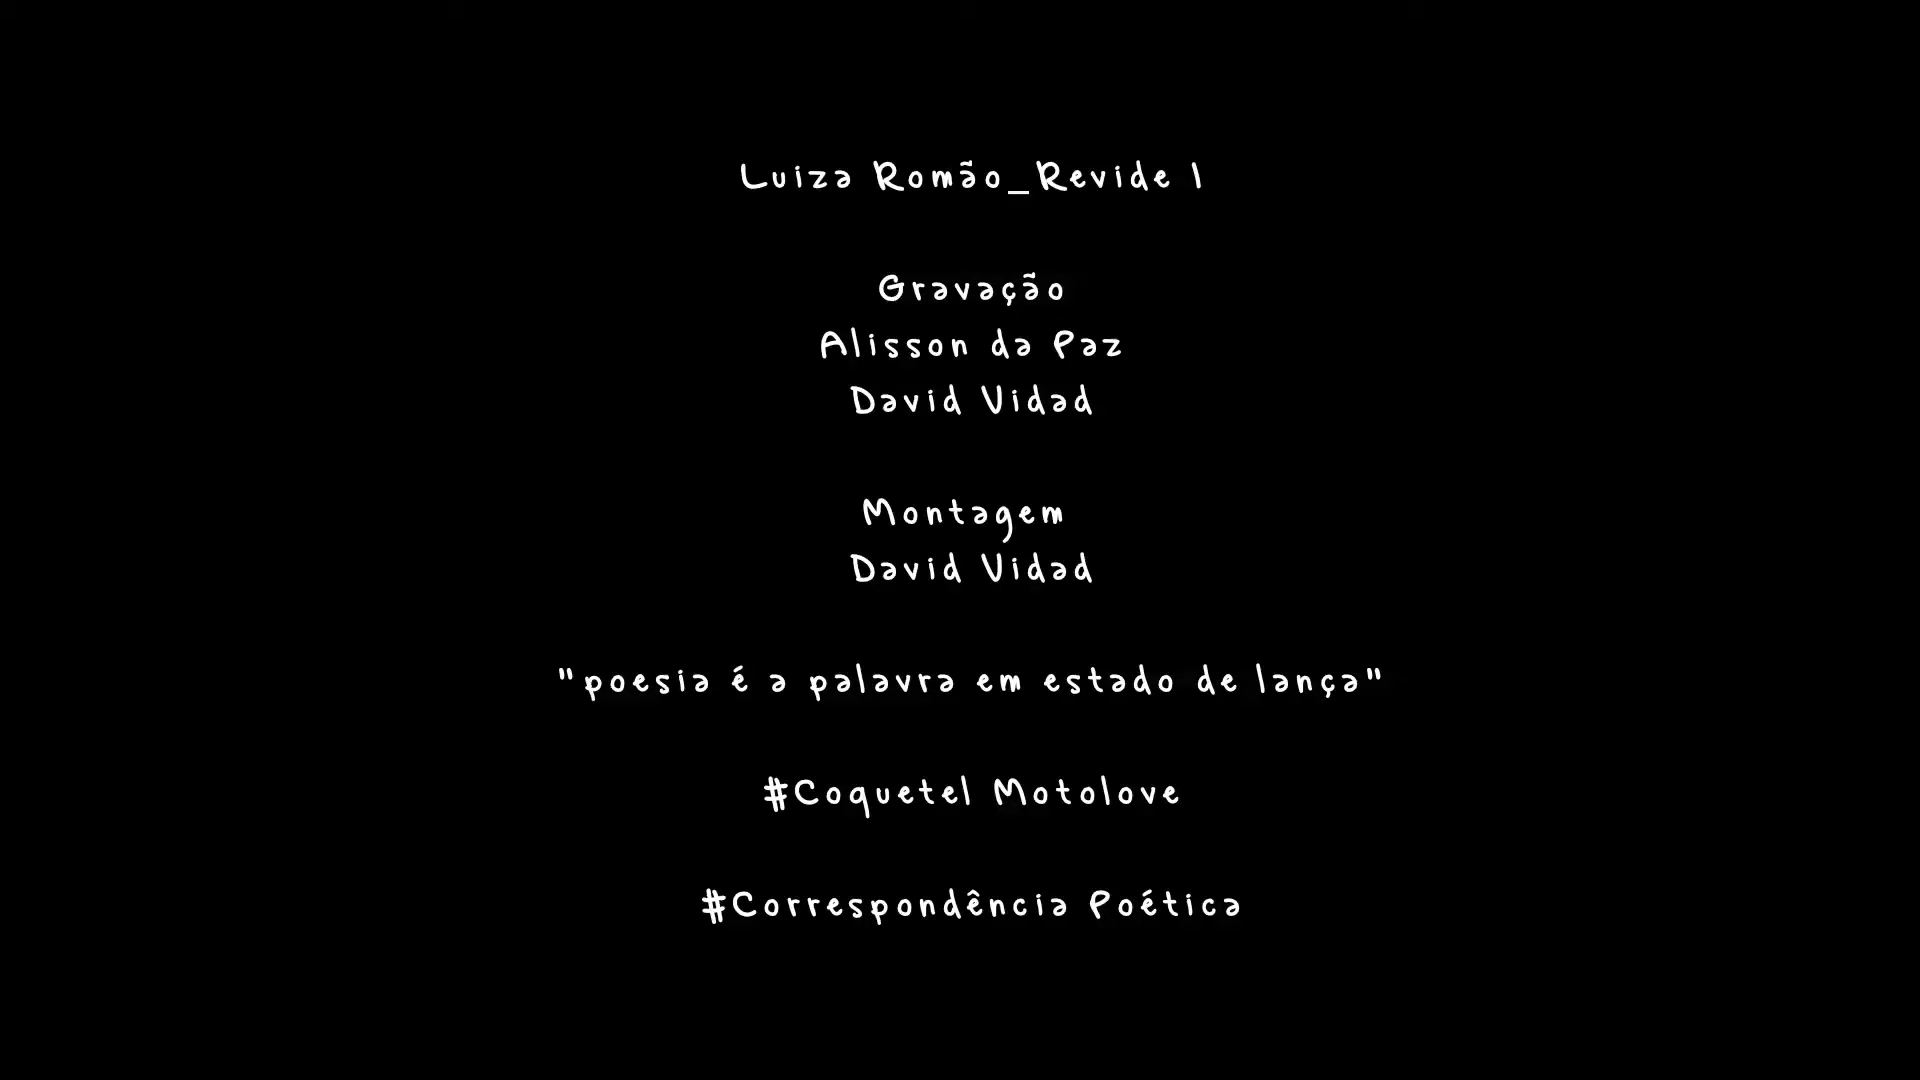 Luiza Romão_Revide 1
Gravação
Alisson da Paz
David Vidad
Montagem
David Vidad
"poesia é a palavra em estado de lança"
#Coquetel Motolove
#Correspondência Poética